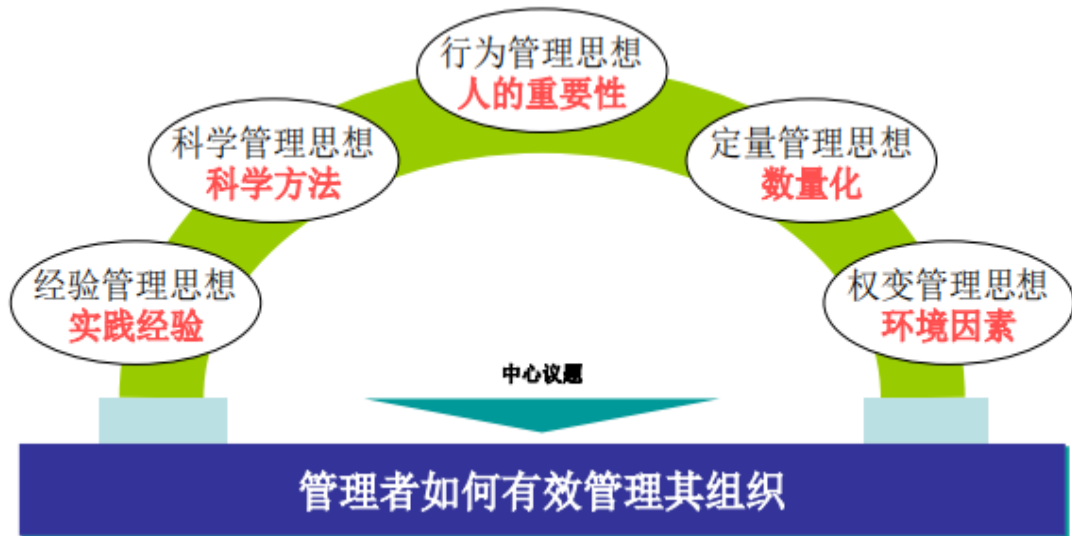 行为管理思想
人的重要性
科学管理思想
科学方法
定量管理思想
数量化
经验管理思想
实践经验
权变管理思想
环境因素
中心议题
管理者如何有效管理其组织